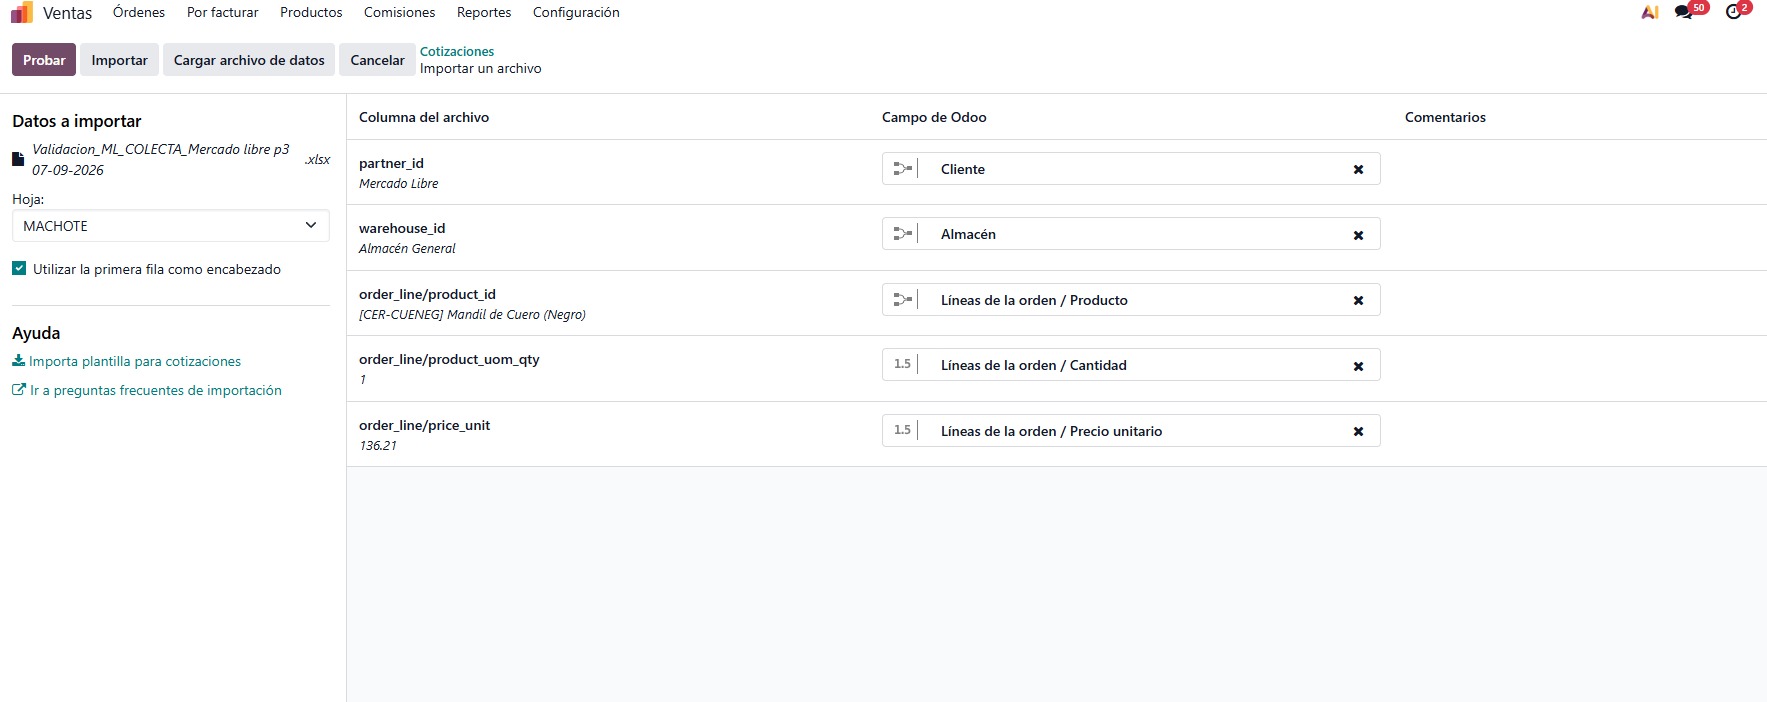 Ventas Órdenes Por facturar Productos Comisiones Reportes Configuración AI 50 2
Probar Importar Cargar archivo de datos Cancelar
Cotizaciones
Importar un archivo
Datos a importar
Validacion_ML_COLECTA_Mercado libre p3
07-09-2026
.xlsx
Hoja:
MACHOTE
Utilizar la primera fila como encabezado
Ayuda
Importa plantilla para cotizaciones
Ir a preguntas frecuentes de importación
Columna del archivo Campo de Odoo Comentarios
partner_id
Mercado Libre
Cliente
warehouse_id
Almacén General
Almacén
order_line/product_id
[CER-CUENEG] Mandil de Cuero (Negro)
Líneas de la orden / Producto
order_line/product_uom_qty
1
1.5 Líneas de la orden / Cantidad
order_line/price_unit
136.21
1.5 Líneas de la orden / Precio unitario